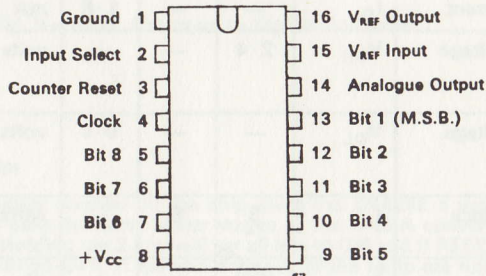 Ground 1 16 VREF Output
Input Select 2 15 VREF Input
Counter Reset 3 14 Analogue Output
Clock 4 13 Bit 1 (M.S.B.)
Bit 8 5 12 Bit 2
Bit 7 6 11 Bit 3
Bit 6 7 10 Bit 4
+Vcc 8 9 Bit 5